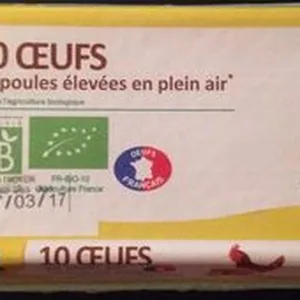 0 ŒUFS
poules élevées en plein air*
l'agriculture biologique
B
FR-BIO-10
Agriculture France
/03/17
ŒUFS
FRANÇAIS
10 ŒUFS